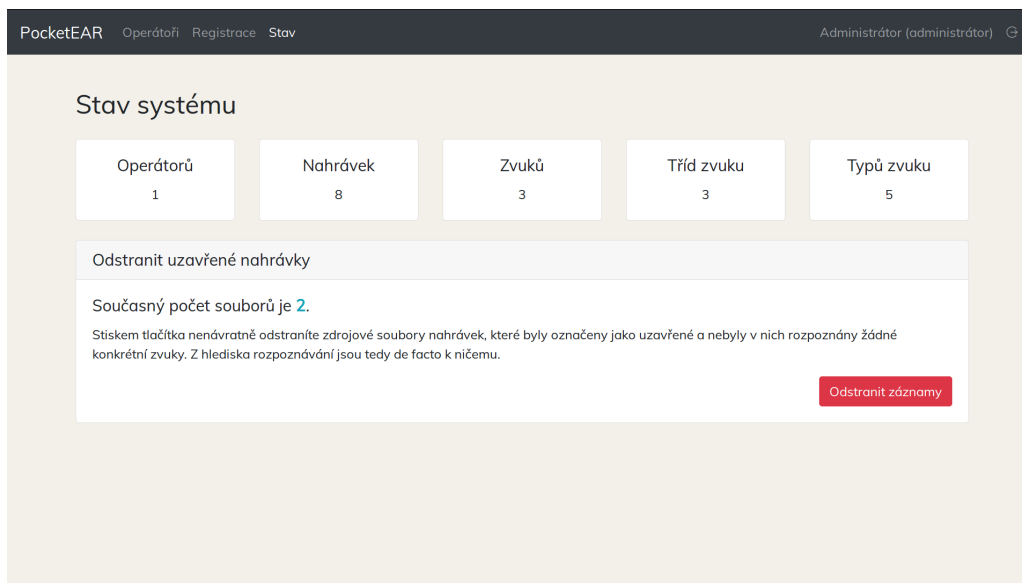 PocketEAR Operátoři Registrace Stav Administrátor (administrátor)
Stav systému
Operátorů Nahrávek Zvuků Tříd zvuku Typů zvuku
1 8 3 3 5
Odstranit uzavřené nahrávky
Současný počet souborů je 2.
Stiskem tlačítka nenávratně odstraníte zdrojové soubory nahrávek, které byly označeny jako uzavřené a nebyly v nich rozpoznány žádné
konkrétní zvuky. Z hlediska rozpoznávání jsou tedy de facto k ničemu.
Odstranit záznamy